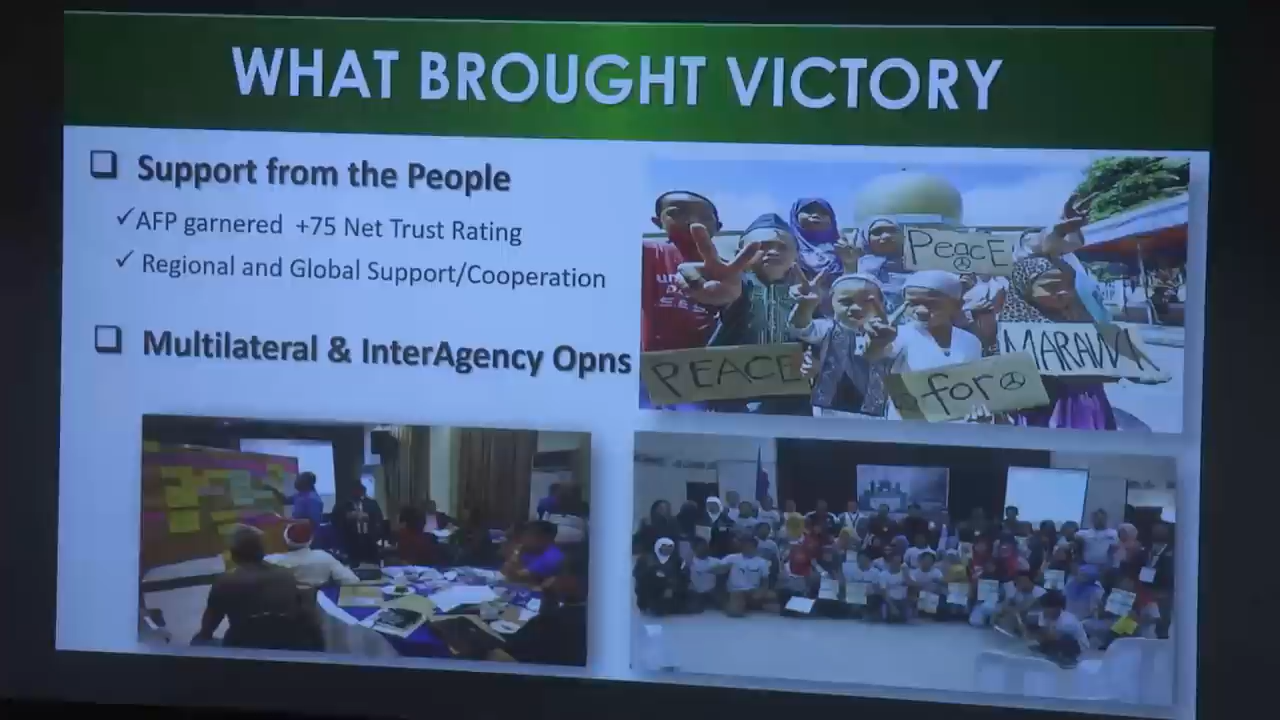 WHAT BROUGHT VICTORY
Support from the People
AFP garnered +75 Net Trust Rating
Regional and Global Support/Cooperation
Multilateral & InterAgency Opns
PeacE
PEACE
for
MARAWI